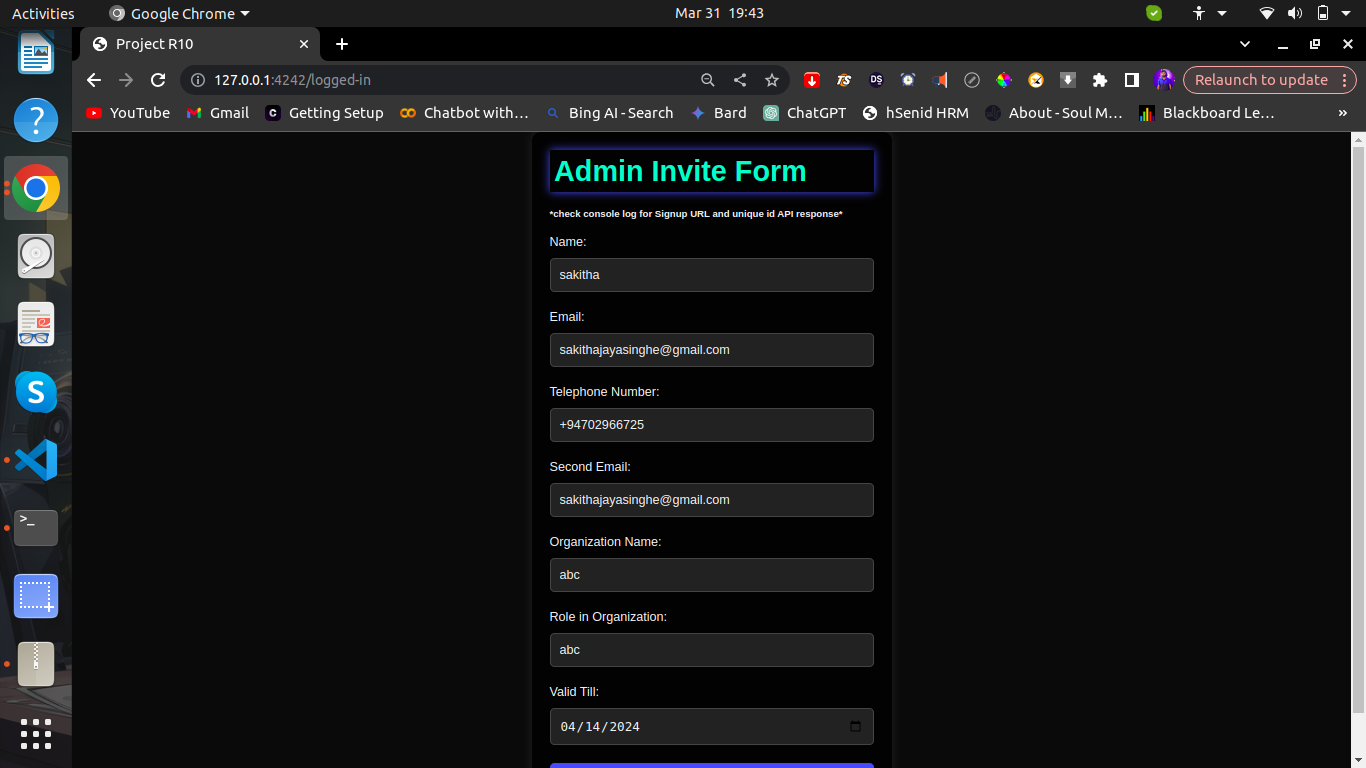 Activities
Google Chrome
Mar 31 19:43
Project R10
127.0.0.1:4242/logged-in
Relaunch to update
YouTube
Gmail
Getting Setup
Chatbot with…
Bing AI - Search
Bard
ChatGPT
hSenid HRM
About - Soul M…
Blackboard Le…
»
Admin Invite Form
*check console log for Signup URL and unique id API response*
Name:
sakitha
Email:
sakithajayasinghe@gmail.com
Telephone Number:
+94702966725
Second Email:
sakithajayasinghe@gmail.com
Organization Name:
abc
Role in Organization:
abc
Valid Till:
04/14/2024